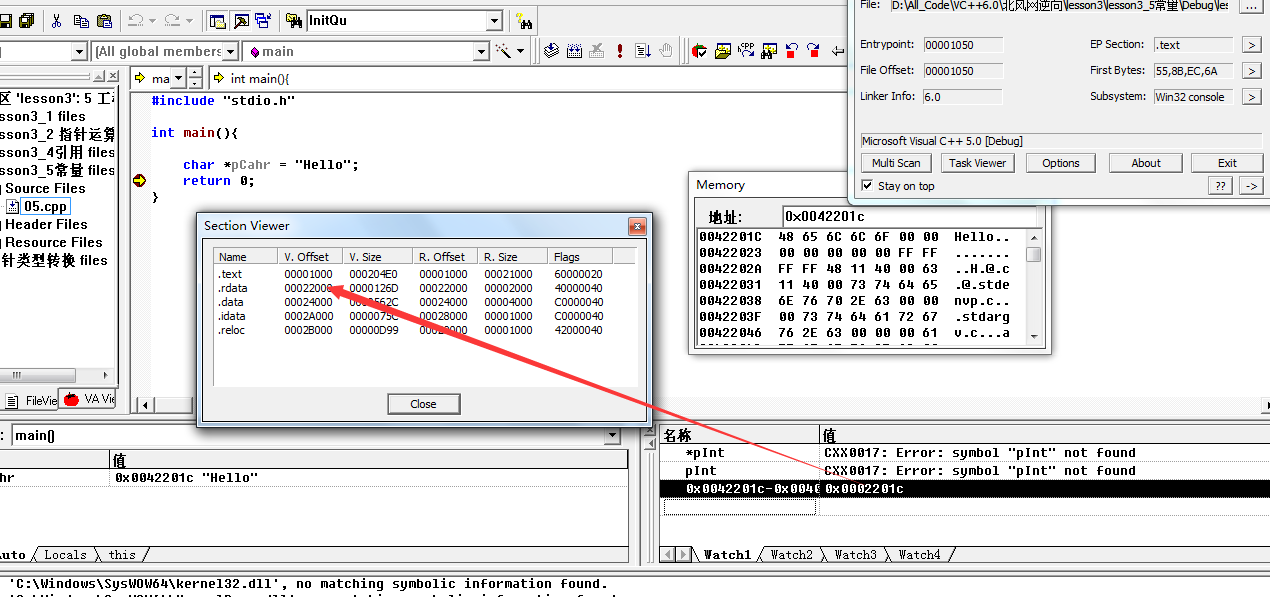 InitQu
[All global members
main
ma
int main(){
#include "stdio.h"
int main(){
char *pCahr = "Hello";
return 0;
}
区 'lesson3': 5 工
sson3_1 files
sson3_2 指针运算
sson3_4引用 files
sson3_5常量 files
Source Files
05.cpp
Header Files
Resource Files
针类型转换 files
FileVie
VA Vie
File: D:\All_Code\VC++6.0\北风网逆向\lesson3\lesson3_5常量\Debug\les
...
Entrypoint: 00001050
EP Section: .text
>
File Offset: 00001050
First Bytes: 55,8B,EC,6A
>
Linker Info: 6.0
Subsystem: Win32 console
>
Microsoft Visual C++ 5.0 [Debug]
Multi Scan
Task Viewer
Options
About
Exit
Stay on top
??
->
Memory
地址: 0x0042201c
0042201C 48 65 6C 6C 6F 00 00 Hello..
00422023 00 00 00 00 00 FF FF .......
0042202A FF FF 48 11 40 00 63 ..H.@.c
00422031 11 40 00 73 74 64 65 .@.stde
00422038 6E 76 70 2E 63 00 00 nvp.c..
0042203F 00 73 74 64 61 72 67 .stdarg
00422046 76 2E 63 00 00 00 61 v.c...a
Section Viewer
Name V. Offset V. Size R. Offset R. Size Flags
.text 00001000 000204E0 00001000 00021000 60000020
.rdata 00022000 0000126D 00022000 00002000 40000040
.data 00024000 0000562C 00024000 00004000 C0000040
.idata 0002A000 0000075C 00028000 00001000 C0000040
.reloc 0002B000 00000D99 00029000 00001000 42000040
Close
main()
值
hr 0x0042201c "Hello"
Auto
Locals
this
名称 值
*pInt CXX0017: Error: symbol "pInt" not found
pInt CXX0017: Error: symbol "pInt" not found
0x0042201c-0x0040 0x0002201c
Watch1
Watch2
Watch3
Watch4
'C:\Windows\SysWOW64\kernel32.dll', no matching symbolic information found.